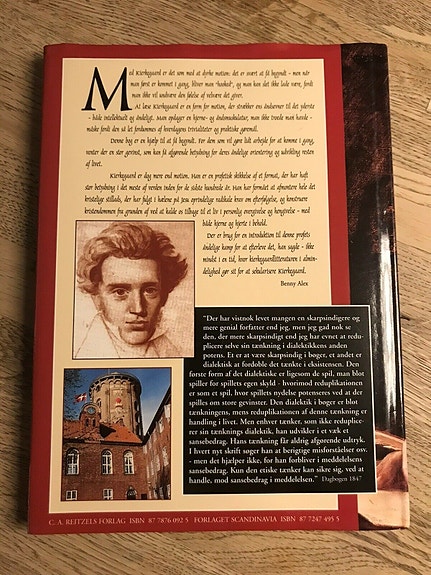 Med Kierkegaard er det som med at dyrke motion: det er svært at få begyndt - men når
man først er kommet i gang, bliver man "hooked", og man kan det ikke lade være, fordi
man ikke vil undvære den følelse af velvære det giver.
At læse Kierkegaard er en form for motion, der strækker ens åndsevner til det yderste
- både intellektuelt og åndeligt. Man opdager en hjerne- og åndsmuskulatur, man ikke troede man havde -
måske fordi den så let fordummes af hverdagens trivialiteter og praktiske gøremål.
Denne bog er en hjælp til at få begyndt. For den som vil gøre lidt arbejde for at komme i gang,
venter der en stor gevinst, som kan få afgørende betydning for deres åndelige orientering og udvikling resten
af livet.
Kierkegaard er dog mere end motion. Han er en profetisk skikkelse af et format, der har haft
stor betydning i det meste af verden inden for de sidste hundrede år. Han har formået at afmontere hele det
kristelige stillads, der har fulgt i hælene på Jesu oprindelige radikale krav om efterfølgelse, og konstruere
kristendommen fra grunden af ved at kalde os tilbage til et liv i personlig overgivelse og hengivelse - med
både hjerne og hjerte i behold.
Der er brug for en introduktion til denne profets
åndelige kamp for at efterleve det, han sagde - ikke
mindst i en tid, hvor kierkegaardlitteraturen i almin-
delighed gør sit for at sekularisere Kierkegaard.
Benny Alex
"Der har vistnok levet mangen en skarpsindigere og
mere genial forfatter end jeg, men jeg gad nok se
den, der mere skarpsindigt end jeg har evnet at redu-
plicere selv sin tænkning i dialektikkens anden
potens. Et er at være skarpsindig i bøger, et andet er
dialektisk at fordoble det tænkte i eksistensen. Den
første form af det dialektiske er ligesom de spil, man blot
spiller for spillets egen skyld - hvorimod reduplikationen
er som et spil, hvor spillets nydelse potenseres ved at der
spilles om store gevinster. Den dialektik i bøger er blot
tænkningens, mens reduplikationen af denne tænkning er
handling i livet. Men enhver tænker, som ikke reduplice-
rer sin tænknings dialektik, han udvikler i et væk et
sansebedrag. Hans tænkning får aldrig afgørende udtryk.
I hvert nyt skrift søger han at berigtige misforståelser osv.
- men det hjælper ikke, for han forbliver i meddelelsens
sansebedrag. Kun den etiske tænker kan sikre sig, ved at
handle, mod sansebedrag i meddelelsen." Dagbogen 1847
C. A. REITZELS FORLAG ISBN 87 7876 092 5 FORLAGET SCANDINAVIA ISBN 87 7247 495 5